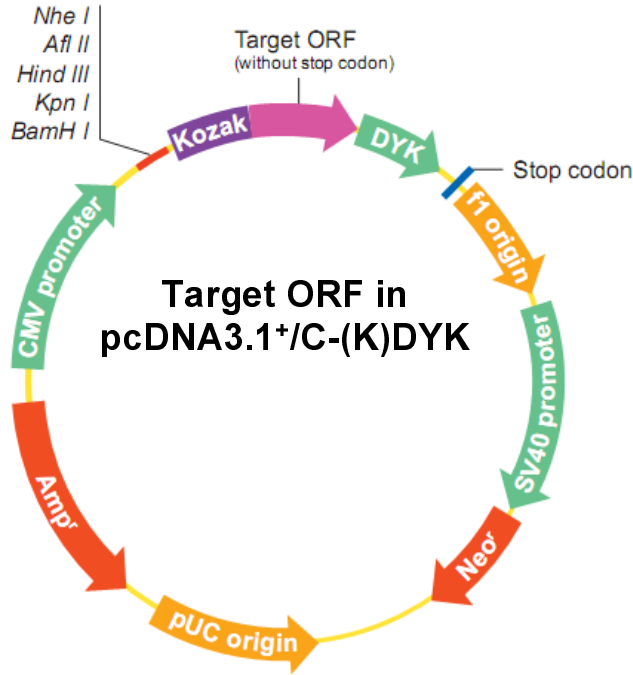 Nhe I
Afl II
Hind III
Kpn I
BamH I
Target ORF
(without stop codon)
Kozak
DYK
Stop codon
f1 origin
CMV promoter
Target ORF in
pcDNA3.1⁺/C-(K)DYK
SV40 promoter
Ampʳ
Neoʳ
pUC origin